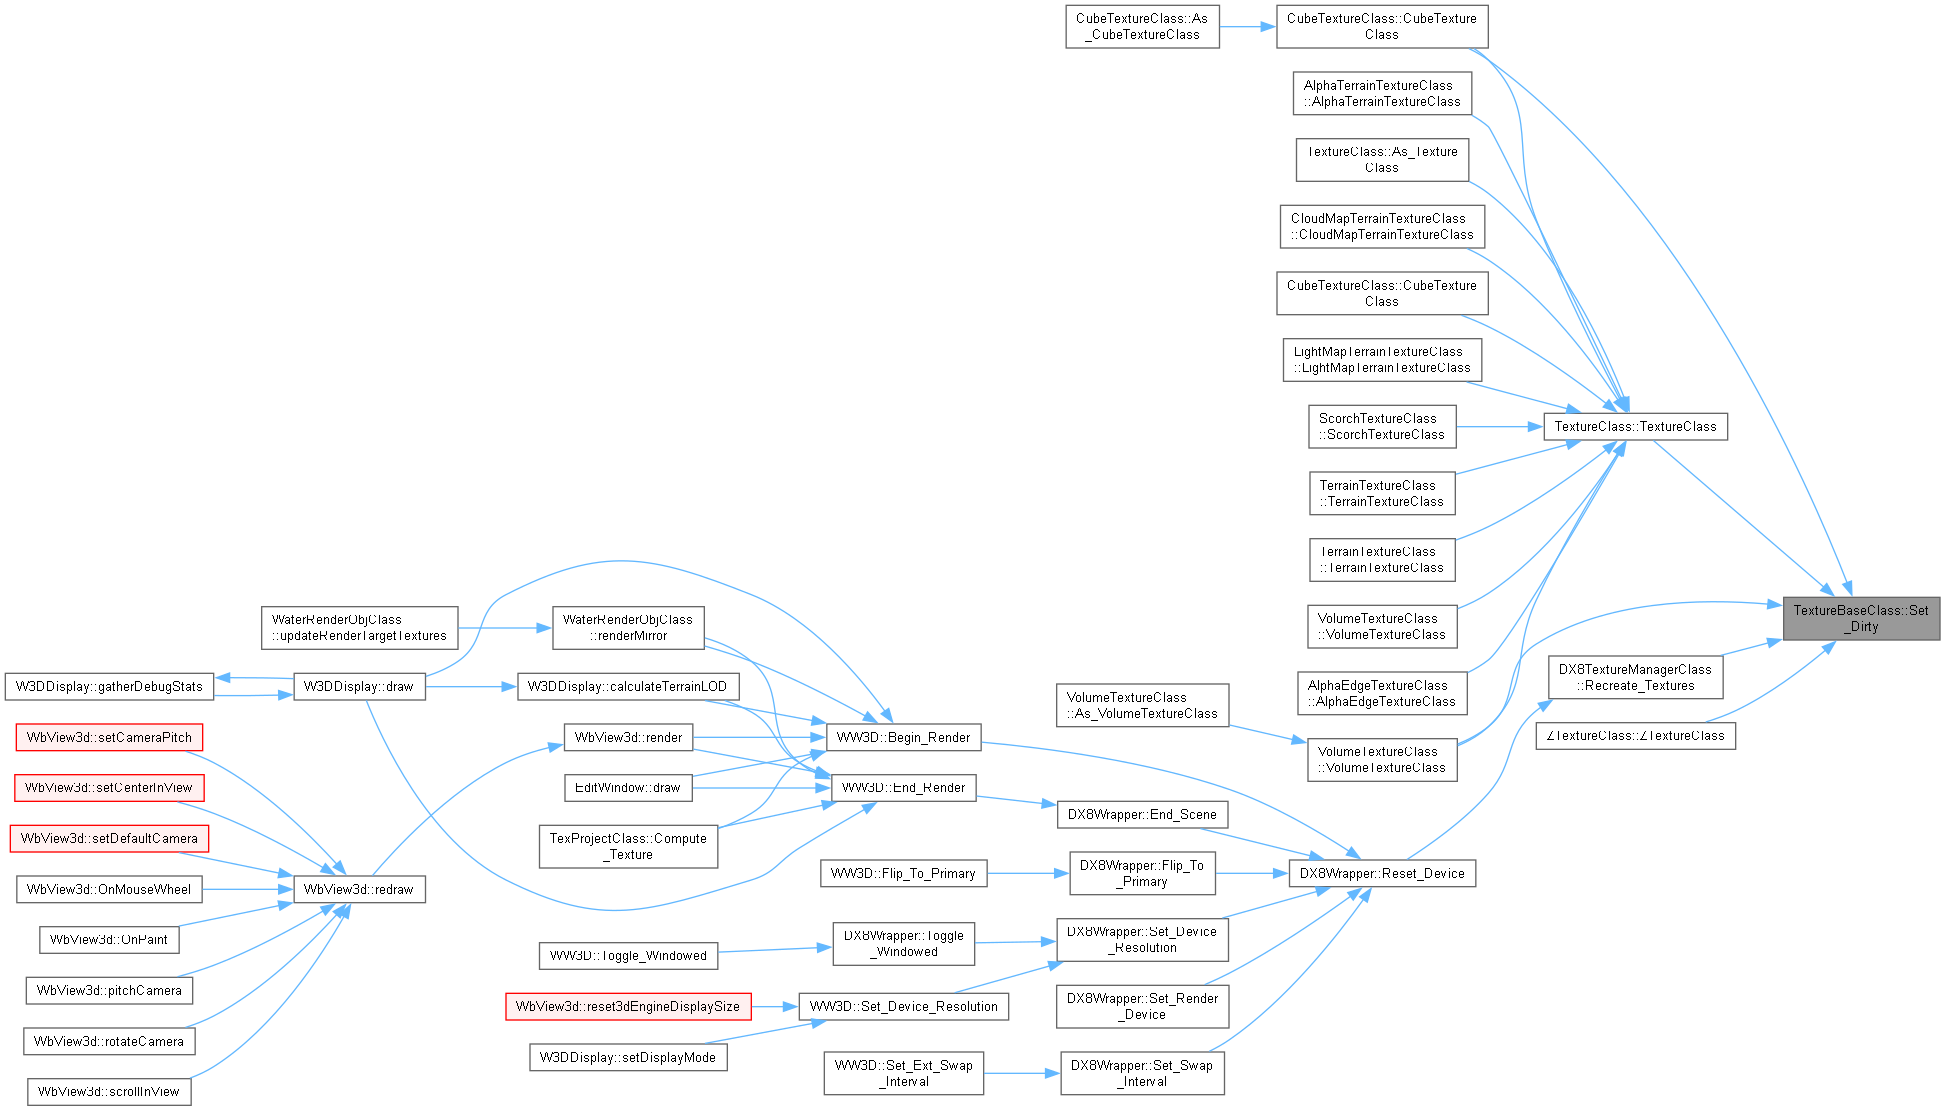 CubeTextureClass::As
_CubeTextureClass
CubeTextureClass::CubeTexture
Class
AlphaTerrainTextureClass
::AlphaTerrainTextureClass
TextureClass::As_Texture
Class
CloudMapTerrainTextureClass
::CloudMapTerrainTextureClass
CubeTextureClass::CubeTexture
Class
LightMapTerrainTextureClass
::LightMapTerrainTextureClass
ScorchTextureClass
::ScorchTextureClass
TextureClass::TextureClass
TerrainTextureClass
::TerrainTextureClass
TerrainTextureClass
::TerrainTextureClass
VolumeTextureClass
::VolumeTextureClass
TextureBaseClass::Set
_Dirty
WaterRenderObjClass
::updateRenderTargetTextures
WaterRenderObjClass
::renderMirror
DX8TextureManagerClass
::Recreate_Textures
W3DDisplay::gatherDebugStats
W3DDisplay::draw
W3DDisplay::calculateTerrainLOD
AlphaEdgeTextureClass
::AlphaEdgeTextureClass
VolumeTextureClass
::As_VolumeTextureClass
ZTextureClass::ZTextureClass
WbView3d::setCameraPitch
WbView3d::render
WW3D::Begin_Render
VolumeTextureClass
::VolumeTextureClass
WbView3d::setCenterInView
EditWindow::draw
WW3D::End_Render
DX8Wrapper::End_Scene
WbView3d::setDefaultCamera
TexProjectClass::Compute
_Texture
WW3D::Flip_To_Primary
DX8Wrapper::Flip_To
_Primary
DX8Wrapper::Reset_Device
WbView3d::OnMouseWheel
WbView3d::redraw
WbView3d::OnPaint
WW3D::Toggle_Windowed
DX8Wrapper::Toggle
_Windowed
DX8Wrapper::Set_Device
_Resolution
WbView3d::pitchCamera
WbView3d::reset3dEngineDisplaySize
WW3D::Set_Device_Resolution
DX8Wrapper::Set_Render
_Device
WbView3d::rotateCamera
W3DDisplay::setDisplayMode
WW3D::Set_Ext_Swap
_Interval
DX8Wrapper::Set_Swap
_Interval
WbView3d::scrollInView